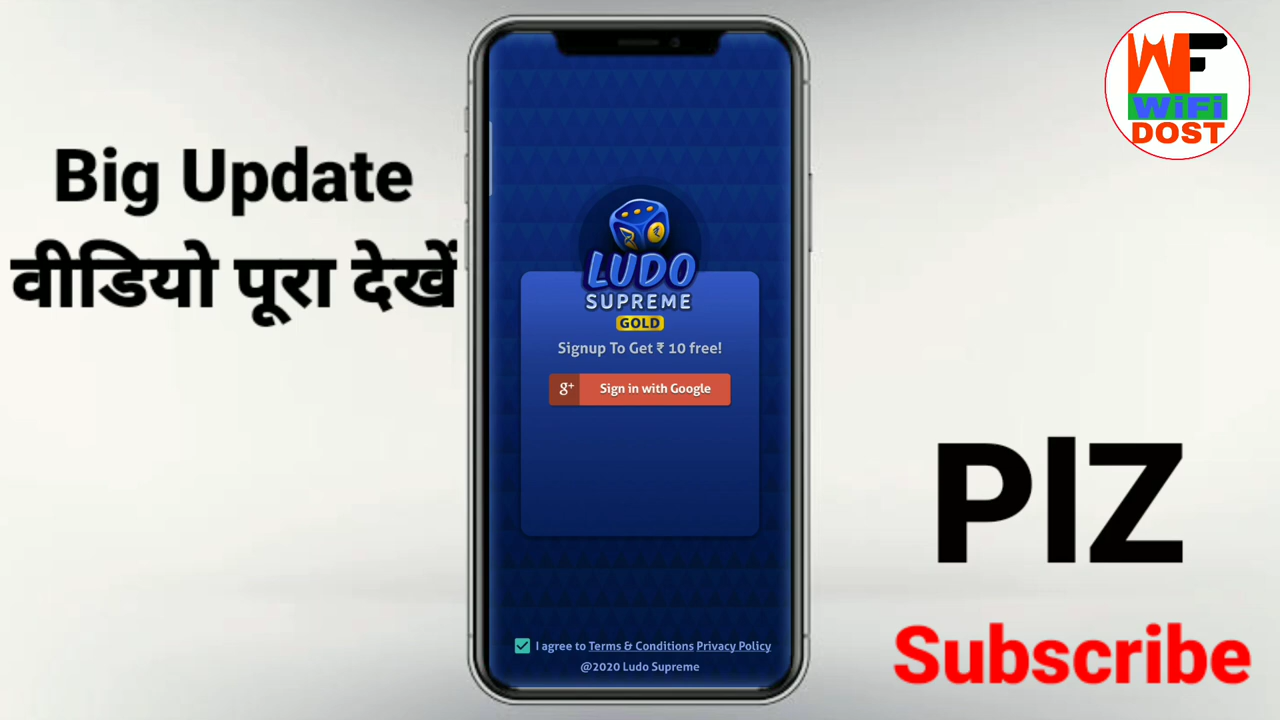 Big Update
वीडियो पूरा देखें
WF
WiFi
DOST
LUDO
SUPREME
GOLD
Signup To Get ₹ 10 free!
g+ Sign in with Google
I agree to Terms & Conditions Privacy Policy
@2020 Ludo Supreme
PlZ
Subscribe